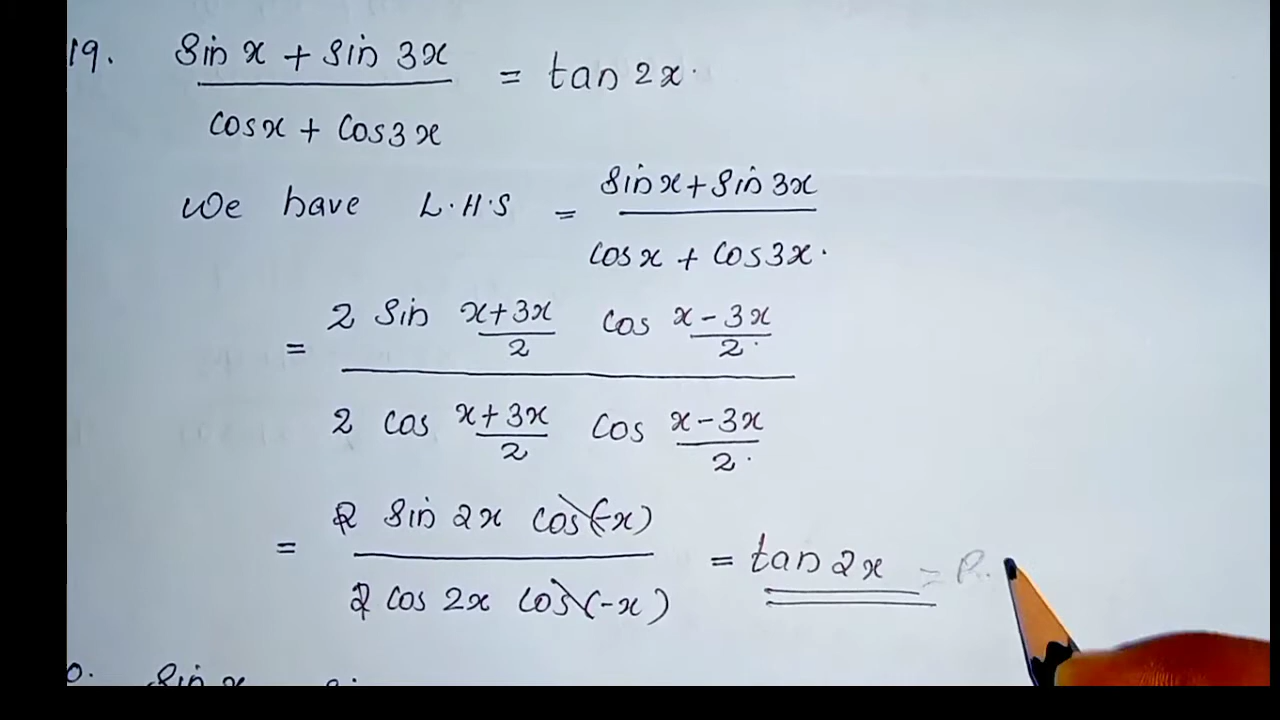 19. sin x + sin 3x / cos x + cos 3x = tan 2x.
We have L.H.S = sin x + sin 3x / cos x + cos 3x.
= 2 sin x+3x/2 cos x-3x/2. / 2 cos x+3x/2 cos x-3x/2.
= 2 sin 2x cos(-x) / 2 cos 2x cos(-x) = tan 2x = R.
0. sin x